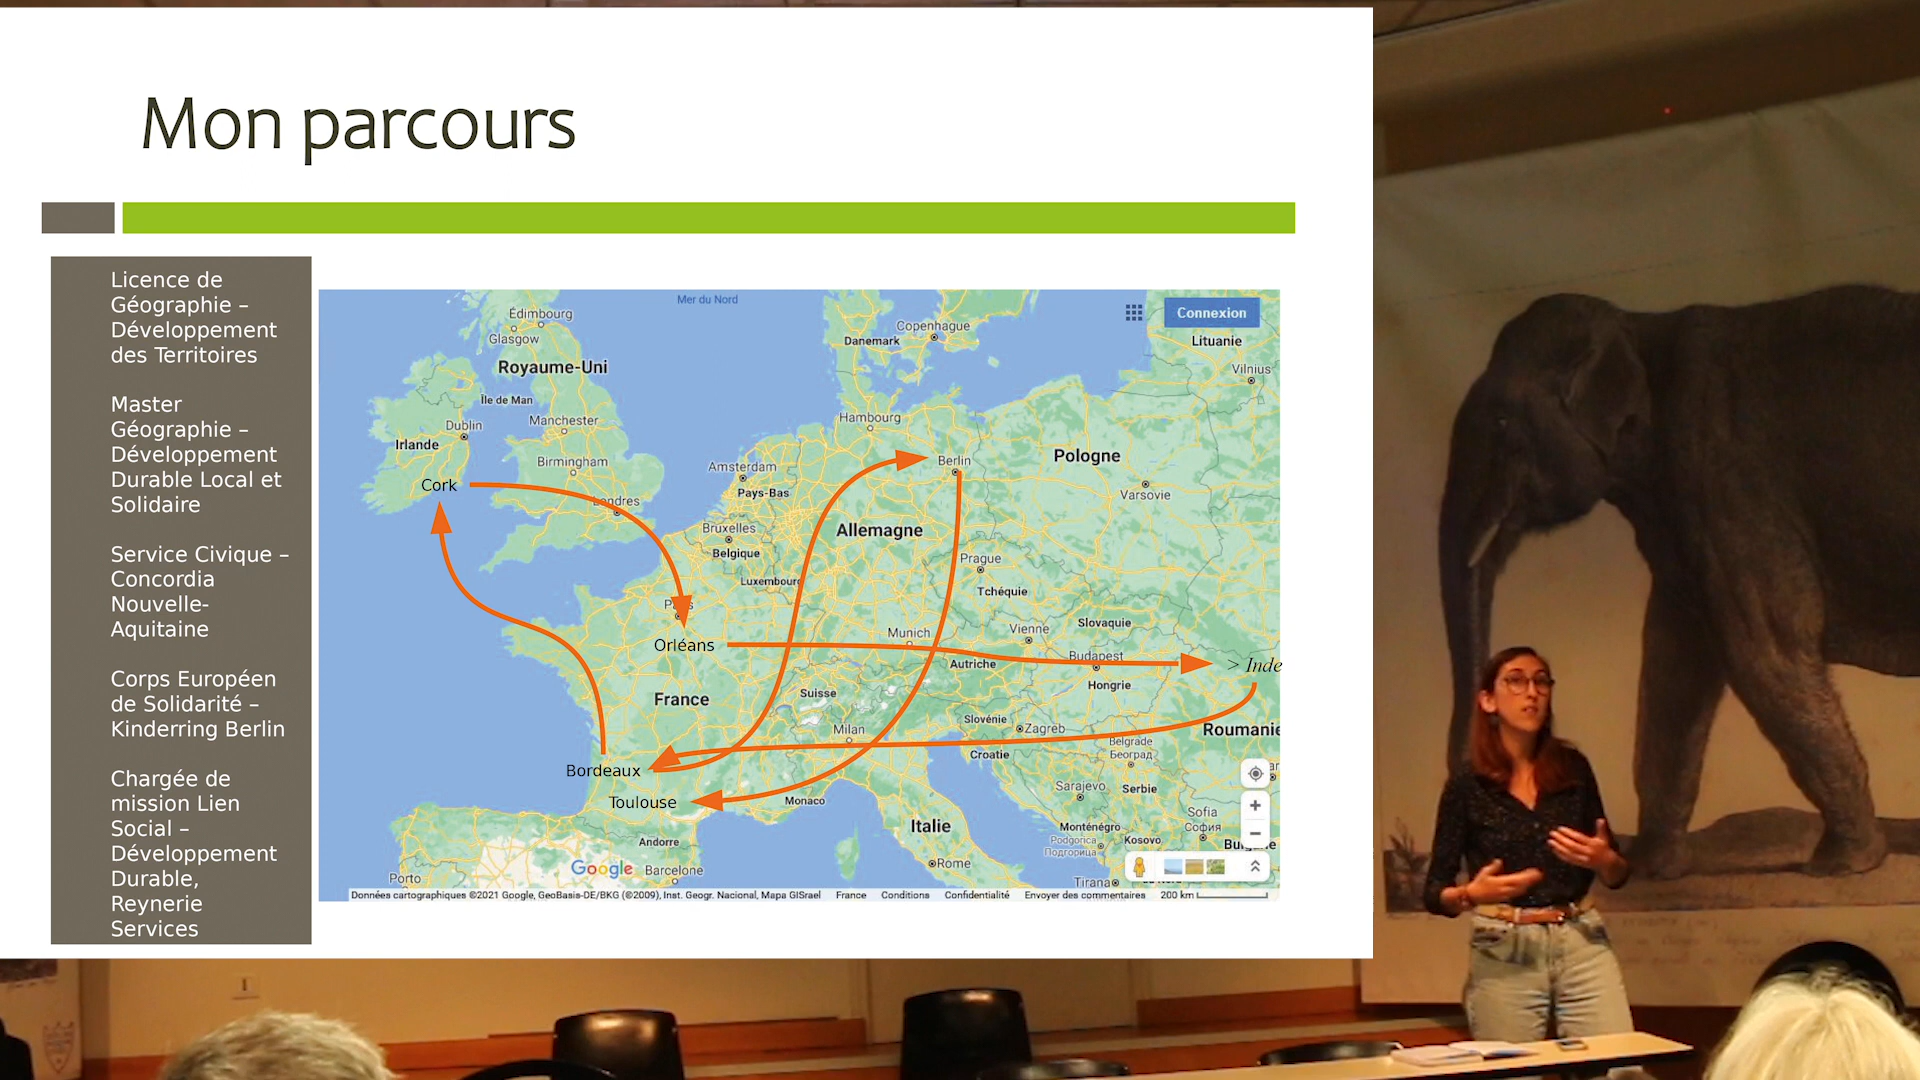 Mon parcours
Licence de
Géographie –
Développement
des Territoires
Master
Géographie –
Développement
Durable Local et
Solidaire
Service Civique –
Concordia
Nouvelle-
Aquitaine
Corps Européen
de Solidarité –
Kinderring Berlin
Chargée de
mission Lien
Social –
Développement
Durable,
Reynerie
Services
Mer du Nord
Connexion
Édimbourg
Glasgow
Copenhague
Danemark
Lituanie
Royaume-Uni
Vilnius
Île de Man
Manchester
Hambourg
Dublin
Irlande
Birmingham
Amsterdam
Berlin
Pologne
Cork
Pays-Bas
Varsovie
Londres
Bruxelles
Allemagne
Belgique
Prague
Luxembourg
Tchéquie
Paris
Slovaquie
Munich
Vienne
Orléans
Budapest
Autriche
> Inde
Hongrie
France
Suisse
Slovénie
Zagreb
Milan
Roumanie
Croatie
Belgrade
Београд
Bordeaux
Sarajevo
Serbie
Toulouse
Monaco
Sofia
София
Italie
Monténégro
Podgorica
Подгорица
Kosovo
Andorre
Google
Barcelone
Rome
Porto
Tirana
Données cartographiques ©2021 Google, GeoBasis-DE/BKG (©2009), Inst. Geogr. Nacional, Mapa GISrael France Conditions Confidentialité Envoyer des commentaires 200 km